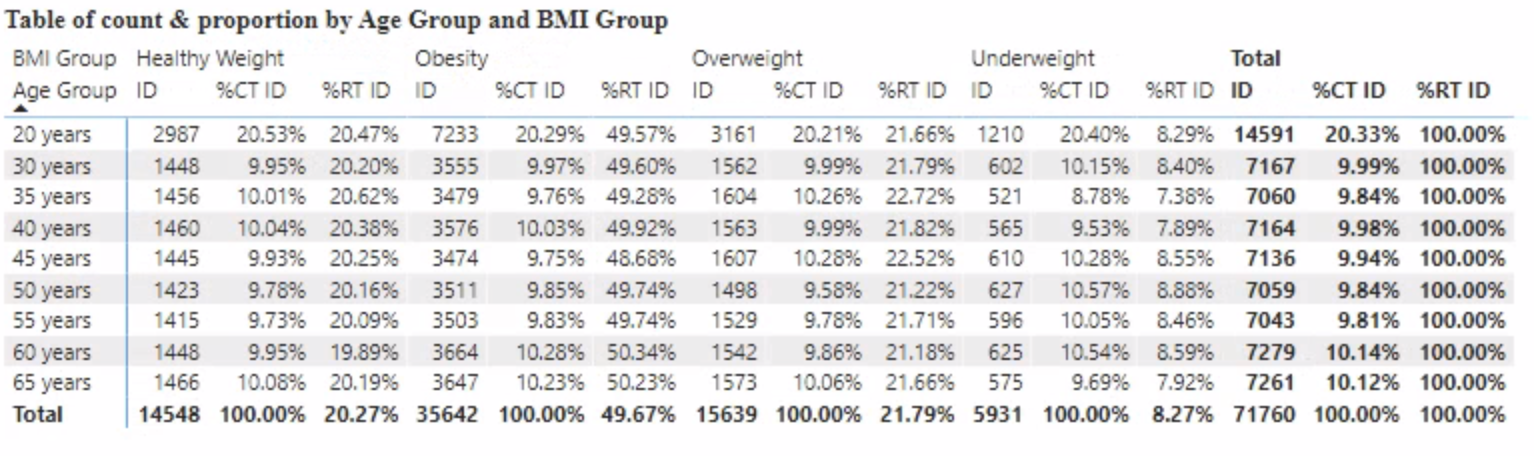 Table of count & proportion by Age Group and BMI Group
BMI Group Healthy Weight Obesity Overweight Underweight Total
Age Group ID %CT ID %RT ID ID %CT ID %RT ID ID %CT ID %RT ID ID %CT ID %RT ID ID %CT ID %RT ID
20 years 2987 20.53% 20.47% 7233 20.29% 49.57% 3161 20.21% 21.66% 1210 20.40% 8.29% 14591 20.33% 100.00%
30 years 1448 9.95% 20.20% 3555 9.97% 49.60% 1562 9.99% 21.79% 602 10.15% 8.40% 7167 9.99% 100.00%
35 years 1456 10.01% 20.62% 3479 9.76% 49.28% 1604 10.26% 22.72% 521 8.78% 7.38% 7060 9.84% 100.00%
40 years 1460 10.04% 20.38% 3576 10.03% 49.92% 1563 9.99% 21.82% 565 9.53% 7.89% 7164 9.98% 100.00%
45 years 1445 9.93% 20.25% 3474 9.75% 48.68% 1607 10.28% 22.52% 610 10.28% 8.55% 7136 9.94% 100.00%
50 years 1423 9.78% 20.16% 3511 9.85% 49.74% 1498 9.58% 21.22% 627 10.57% 8.88% 7059 9.84% 100.00%
55 years 1415 9.73% 20.09% 3503 9.83% 49.74% 1529 9.78% 21.71% 596 10.05% 8.46% 7043 9.81% 100.00%
60 years 1448 9.95% 19.89% 3664 10.28% 50.34% 1542 9.86% 21.18% 625 10.54% 8.59% 7279 10.14% 100.00%
65 years 1466 10.08% 20.19% 3647 10.23% 50.23% 1573 10.06% 21.66% 575 9.69% 7.92% 7261 10.12% 100.00%
Total 14548 100.00% 20.27% 35642 100.00% 49.67% 15639 100.00% 21.79% 5931 100.00% 8.27% 71760 100.00% 100.00%